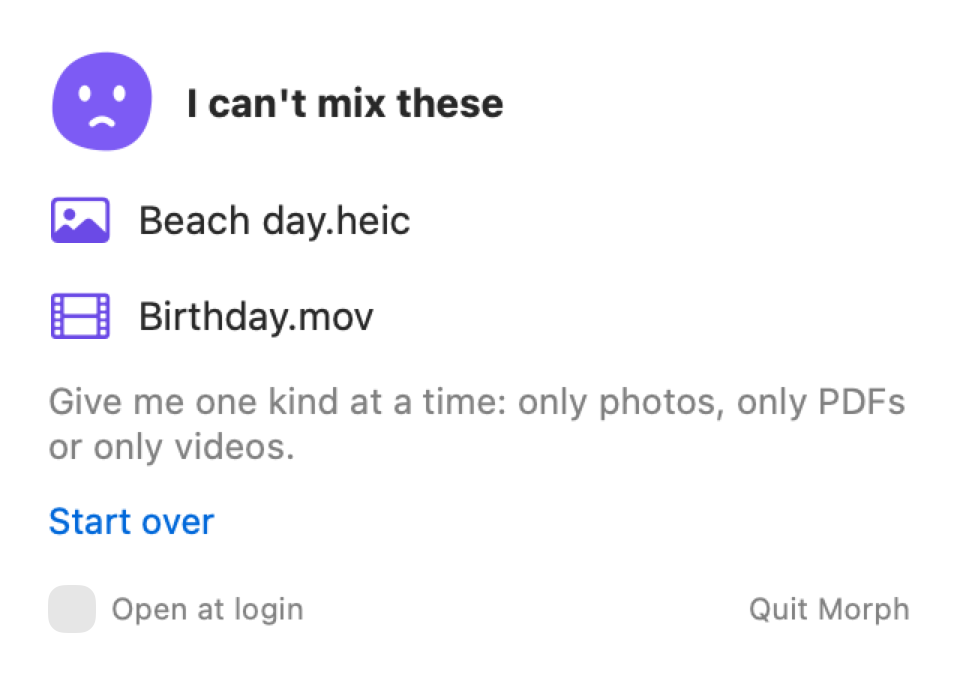 I can't mix these
Beach day.heic
Birthday.mov
Give me one kind at a time: only photos, only PDFs
or only videos.
Start over
Open at login
Quit Morph